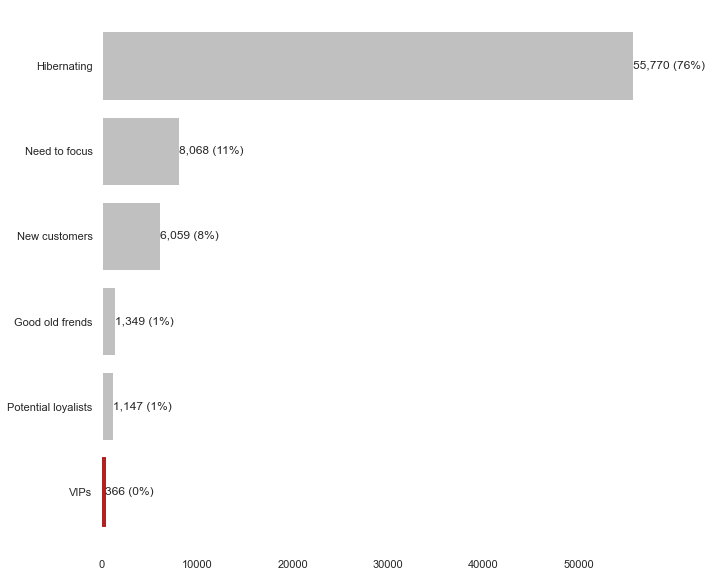 Hibernating 55,770 (76%)
Need to focus 8,068 (11%)
New customers 6,059 (8%)
Good old frends 1,349 (1%)
Potential loyalists 1,147 (1%)
VIPs 366 (0%)
0 10000 20000 30000 40000 50000